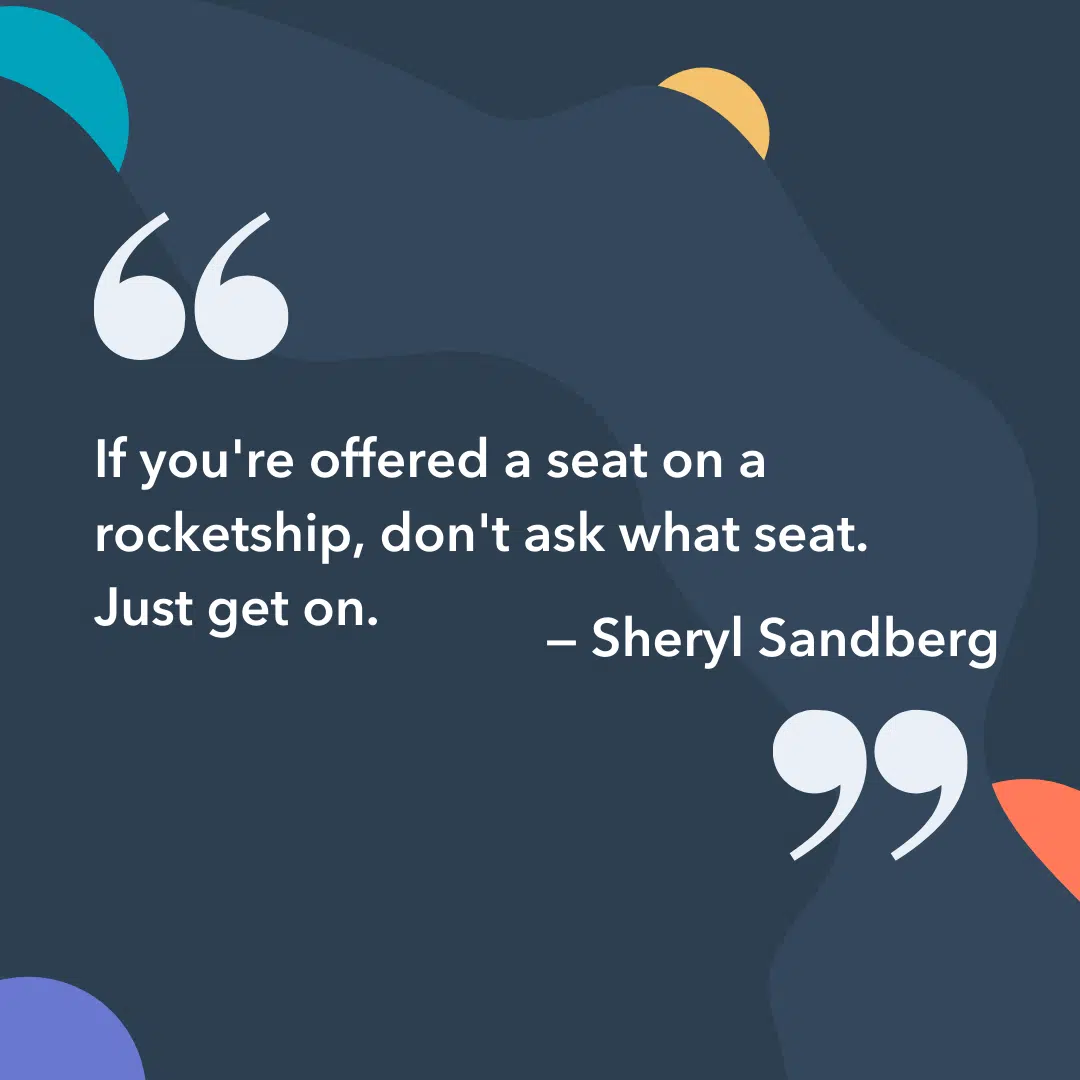 “
If you're offered a seat on a
rocketship, don't ask what seat.
Just get on.
– Sheryl Sandberg
”